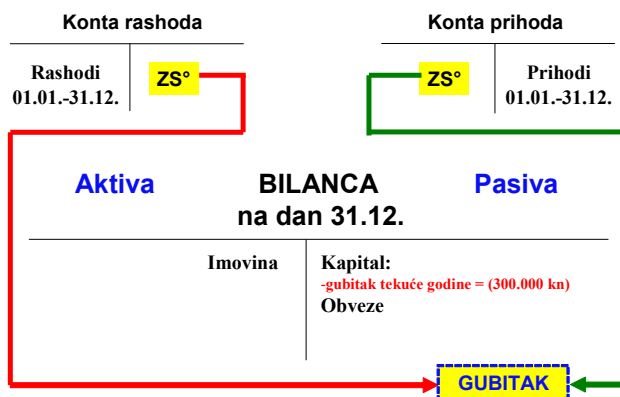 Konta rashoda
Konta prihoda
Rashodi
01.01.-31.12.
ZS°
ZS°
Prihodi
01.01.-31.12.
Aktiva
BILANCA
na dan 31.12.
Pasiva
Imovina
Kapital:
-gubitak tekuće godine = (300.000 kn)
Obveze
GUBITAK